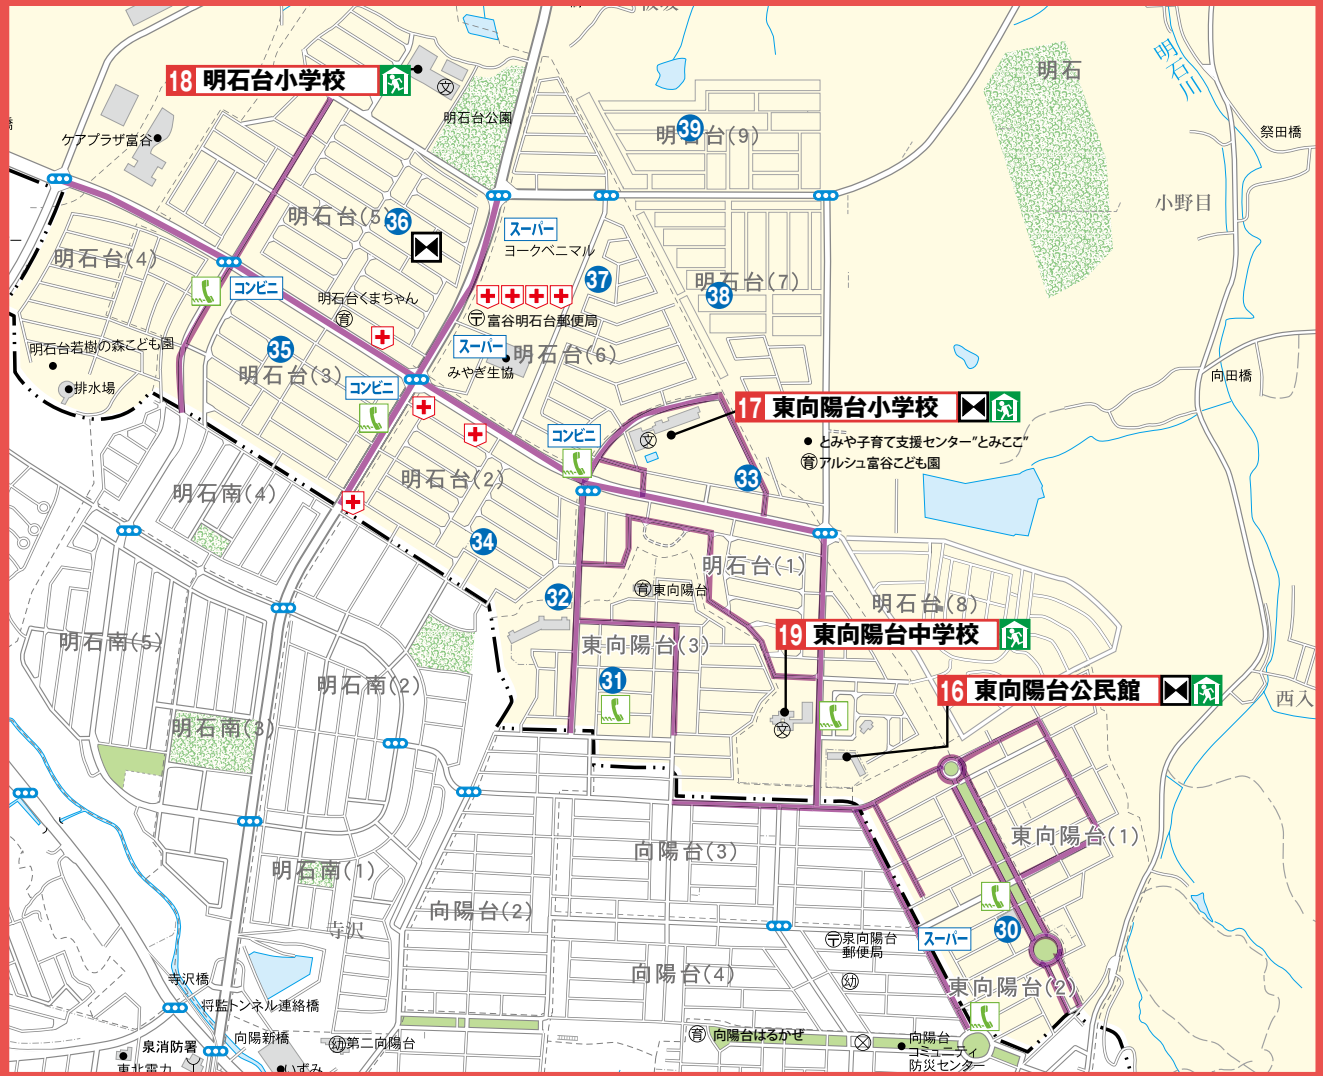 明石
明石川
18 明石台小学校
文
明石台公園
ケアプラザ富谷
39
明石台(9)
祭田橋
小野目
明石台(5)
36
スーパー
ヨークベニマル
明石台(4)
37
明石台(7)
38
コンビニ
明石台くまちゃん
育
〒富谷明石台郵便局
明石台若樹の森こども園
35
明石台(3)
スーパー
みやぎ生協
明石台(6)
排水場
コンビニ
向田橋
17 東向陽台小学校
文
コンビニ
とみや子育て支援センター"とみここ"
育 アルシュ富谷こども園
33
明石台(2)
明石南(4)
34
明石台(1)
育 東向陽台
32
明石台(8)
19 東向陽台中学校
明石南(5)
東向陽台(3)
31
明石南(2)
16 東向陽台公民館
西入
文
明石南(3)
東向陽台(1)
向陽台(3)
明石南(1)
向陽台(2)
寺沢
30
スーパー
〒泉向陽台
郵便局
向陽台(4)
幼
東向陽台(2)
寺沢橋
将監トンネル連絡橋
向陽新橋
泉消防署
幼 第二向陽台
育 向陽台はるかぜ
向陽台
コミュニティ
防災センター
東北電力
いずみ